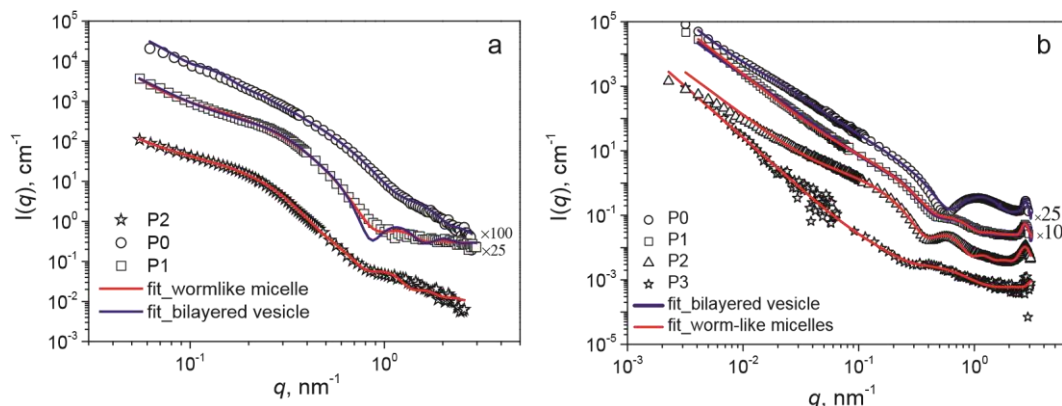 a
10^5
10^4
10^3
10^2
10^1
10^0
10^-1
10^-2
10^-3
I(q), cm^-1
×100
×25
P2
P0
P1
fit_wormlike micelle
fit_bilayered vesicle
10^-1
10^0
q, nm^-1
b
10^5
10^3
10^1
10^-1
10^-3
10^-5
I(q), cm^-1
×25
×10
P0
P1
P2
P3
fit_bilayered vesicle
fit_worm-like micelles
10^-3
10^-2
10^-1
10^0
q, nm^-1